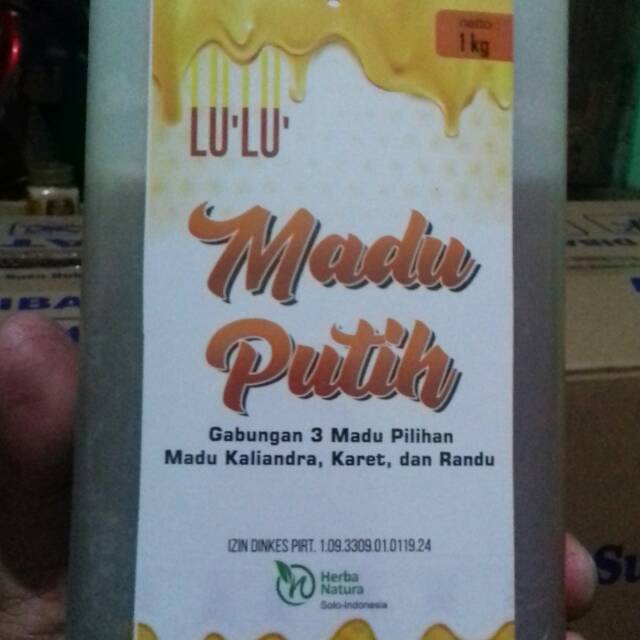 netto
1 kg
LU'LU'
Madu
Putih
Gabungan 3 Madu Pilihan
Madu Kaliandra, Karet, dan Randu
IZIN DINKES PIRT. 1.09.3309.01.0119.24
Herba
Natura
Solo-Indonesia